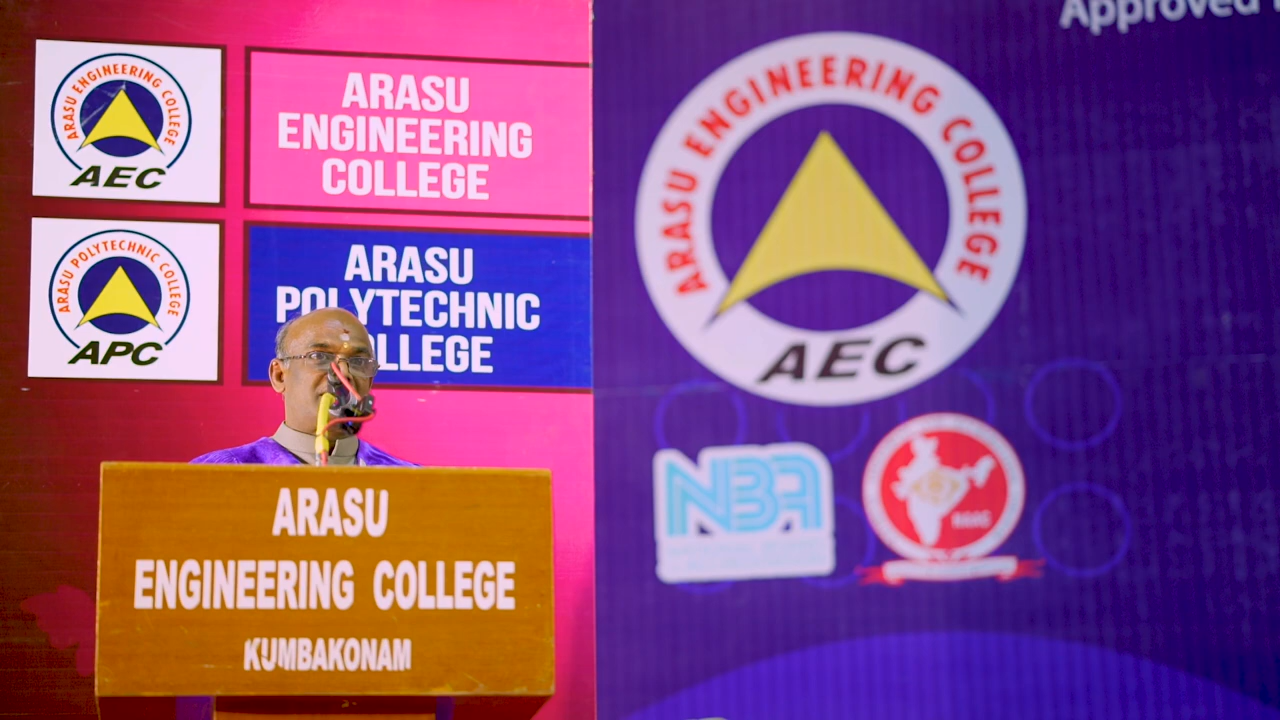 ARASU ENGINEERING COLLEGE
AEC
ARASU
ENGINEERING
COLLEGE
ARASU POLYTECHNIC COLLEGE
APC
ARASU
POLYTECHNIC
COLLEGE
ARASU
ENGINEERING COLLEGE
KUMBAKONAM
Approved
ARASU ENGINEERING COLLEGE
AEC
NBA